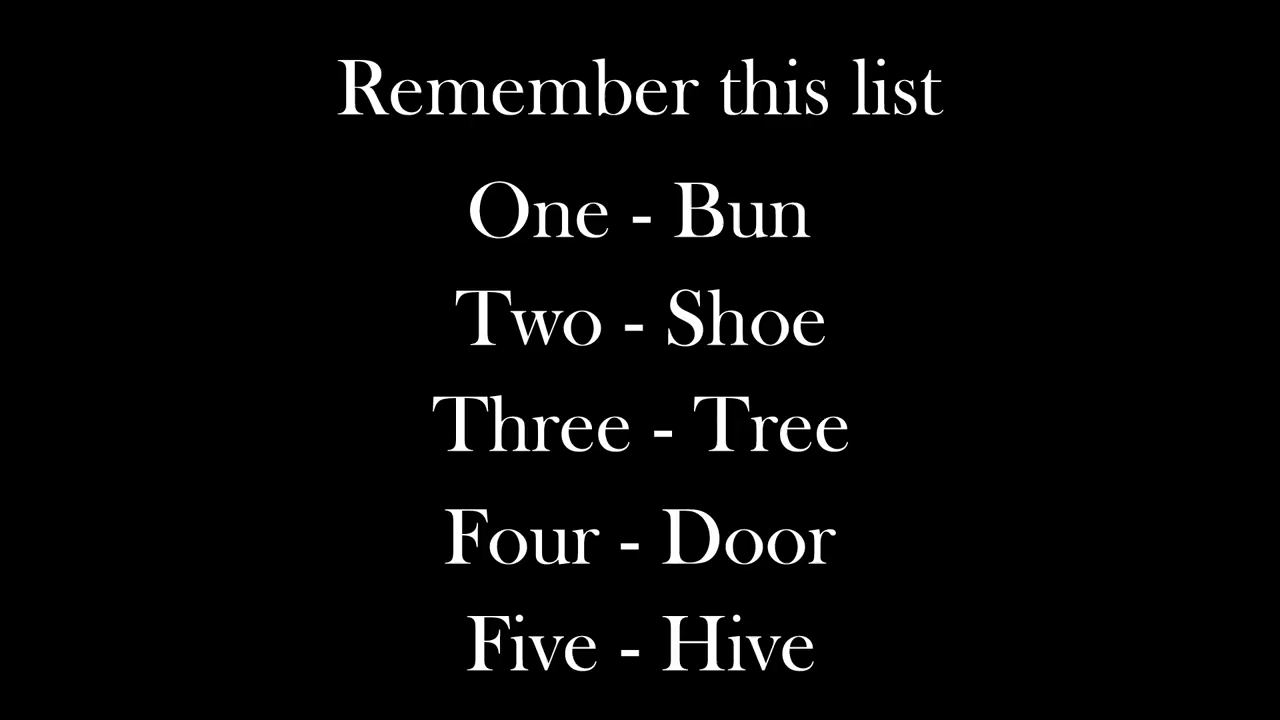 Remember this list
One - Bun
Two - Shoe
Three - Tree
Four - Door
Five - Hive